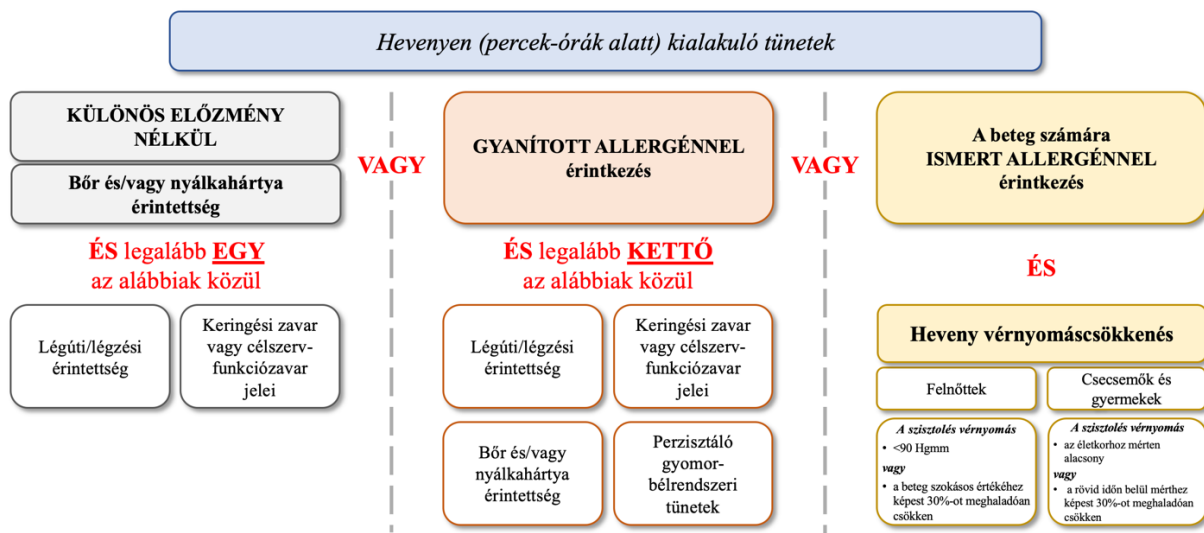 Hevenyen (percek-órák alatt) kialakuló tünetek
KÜLÖNÖS ELŐZMÉNY
NÉLKÜL
Bőr és/vagy nyálkahártya
érintettség
ÉS legalább EGY
az alábbiak közül
Légúti/légzési
érintettség
Keringési zavar
vagy célszerv-
funkciózavar
jelei
VAGY
GYANÍTOTT ALLERGÉNNEL
érintkezés
ÉS legalább KETTŐ
az alábbiak közül
Légúti/légzési
érintettség
Keringési zavar
vagy célszerv-
funkciózavar
jelei
Bőr és/vagy
nyálkahártya
érintettség
Perzisztáló
gyomor-
bélrendszeri
tünetek
VAGY
A beteg számára
ISMERT ALLERGÉNNEL
érintkezés
ÉS
Heveny vérnyomáscsökkenés
Felnőttek
A szisztolés vérnyomás
• <90 Hgmm
vagy
• a beteg szokásos értékéhez
képest 30%-ot meghaladóan
csökken
Csecsemők és
gyermekek
A szisztolés vérnyomás
• az életkorhoz mérten
alacsony
vagy
• a rövid időn belül mérthez
képest 30%-ot meghaladóan
csökken